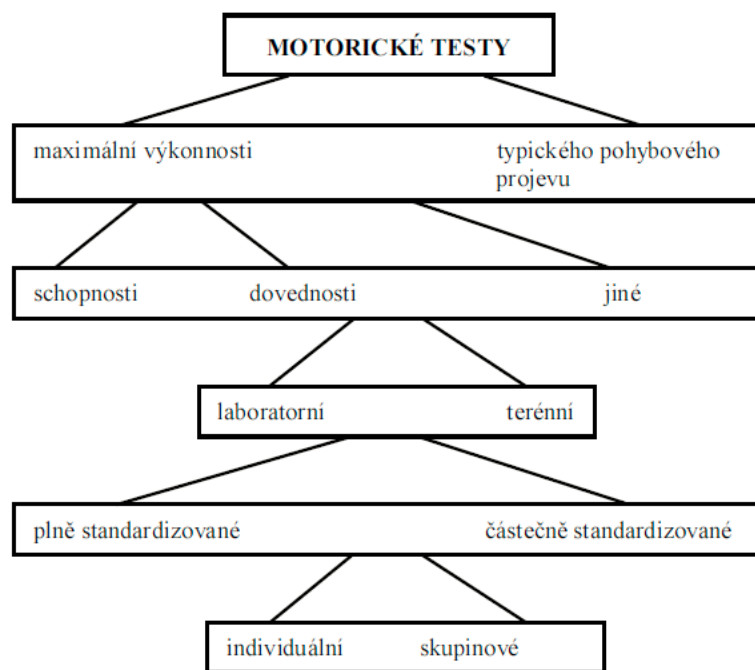 MOTORICKÉ TESTY
maximální výkonnosti typického pohybového
projevu
schopnosti dovednosti jiné
laboratorní terénní
plně standardizované částečně standardizované
individuální skupinové